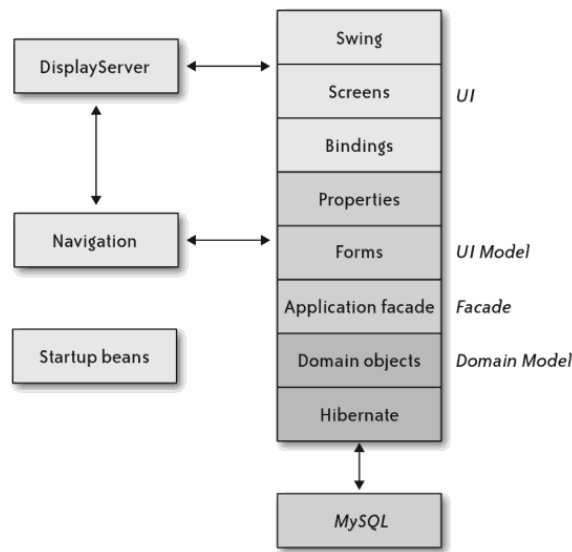 Swing
DisplayServer
Screens
UI
Bindings
Properties
Navigation
Forms
UI Model
Application facade
Facade
Startup beans
Domain objects
Domain Model
Hibernate
MySQL